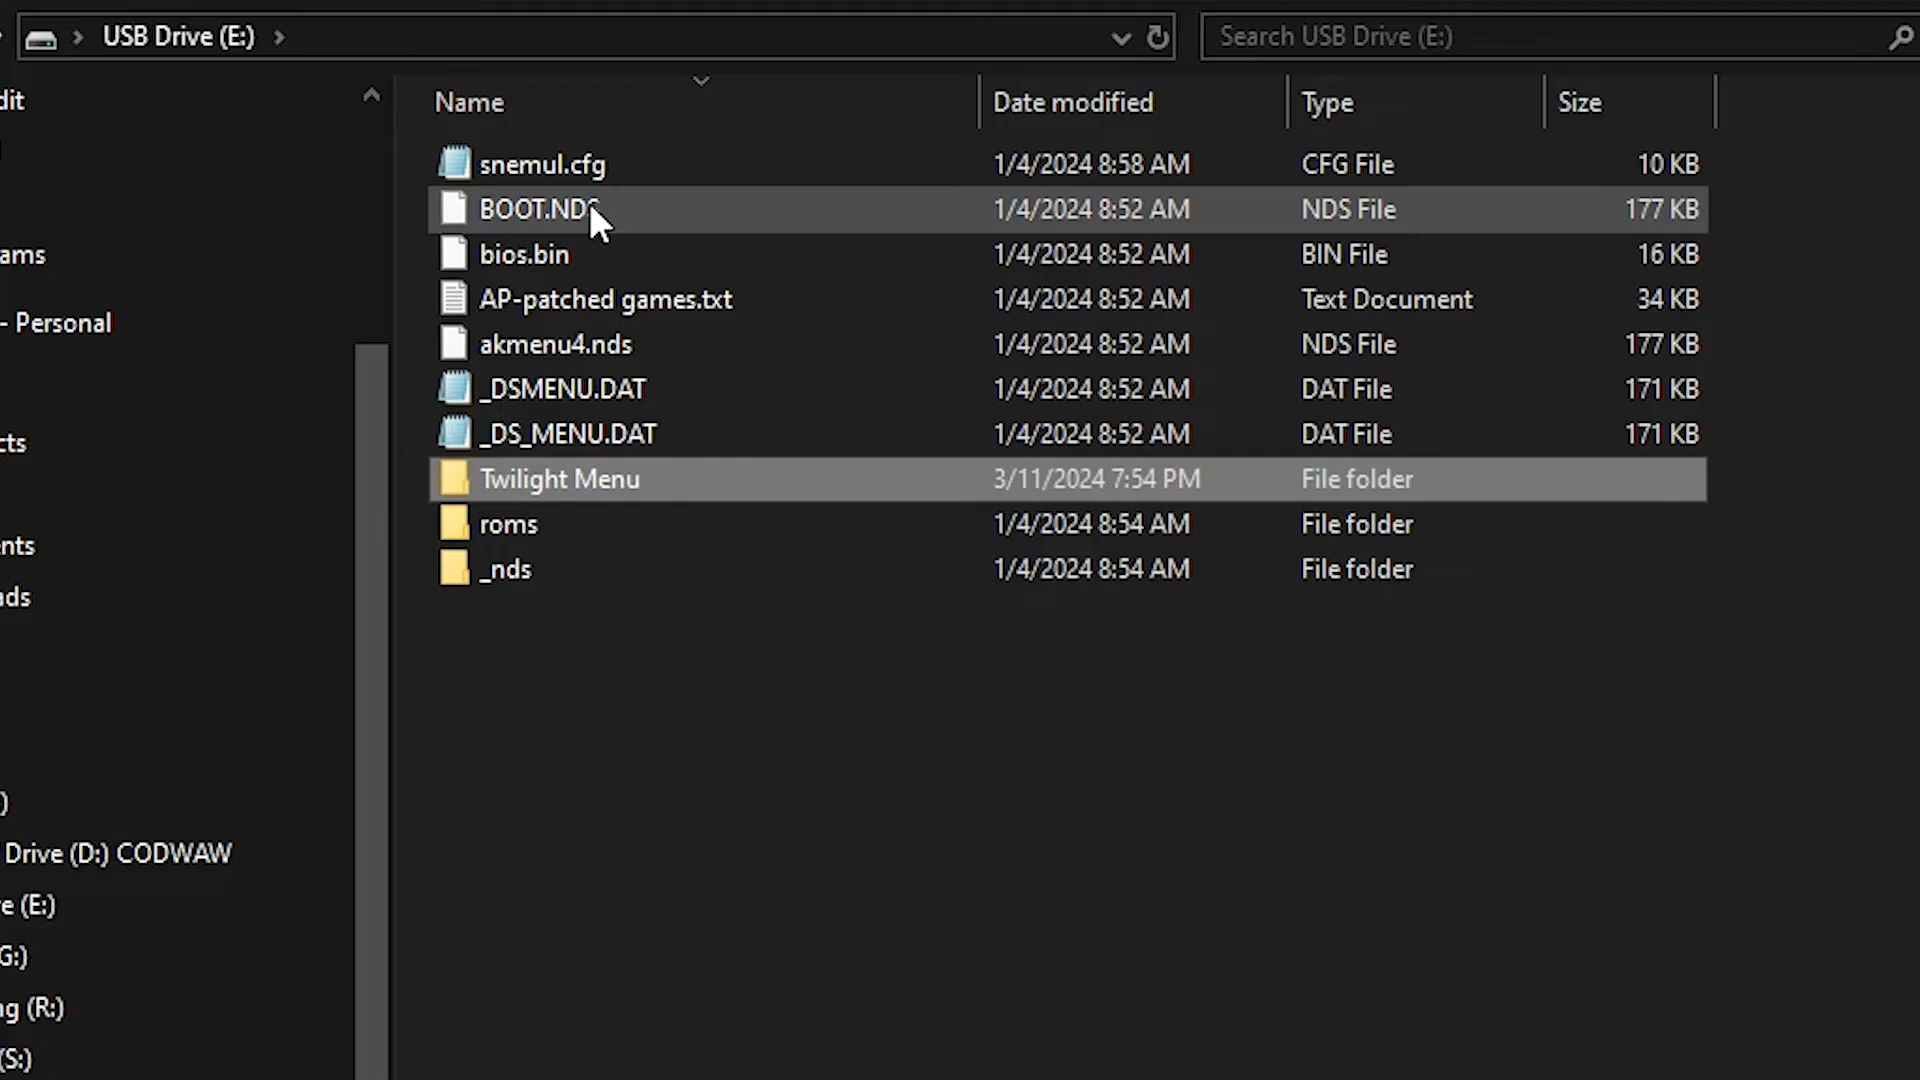 USB Drive (E:)
Search USB Drive (E:)
Name Date modified Type Size
snemul.cfg 1/4/2024 8:58 AM CFG File 10 KB
BOOT.NDS 1/4/2024 8:52 AM NDS File 177 KB
bios.bin 1/4/2024 8:52 AM BIN File 16 KB
AP-patched games.txt 1/4/2024 8:52 AM Text Document 34 KB
akmenu4.nds 1/4/2024 8:52 AM NDS File 177 KB
_DSMENU.DAT 1/4/2024 8:52 AM DAT File 171 KB
_DS_MENU.DAT 1/4/2024 8:52 AM DAT File 171 KB
Twilight Menu 3/11/2024 7:54 PM File folder
roms 1/4/2024 8:54 AM File folder
_nds 1/4/2024 8:54 AM File folder
dit
ams
- Personal
cts
ents
ads
)
Drive (D:) CODWAW
e (E:)
G:)
ng (R:)
(S:)